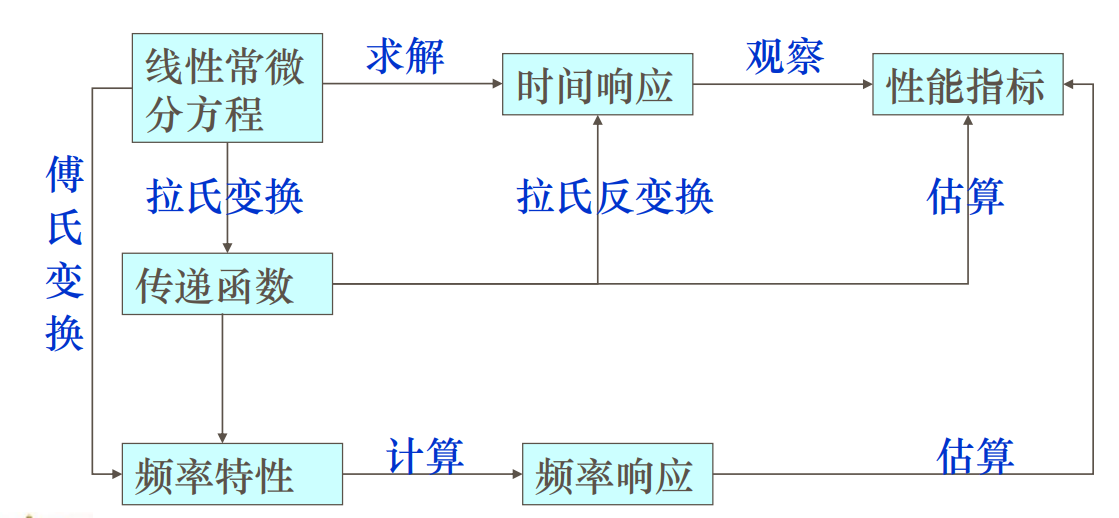 线性常微
分方程
求解
时间响应
观察
性能指标
傅
氏
变
换
拉氏变换
拉氏反变换
估算
传递函数
频率特性
计算
频率响应
估算